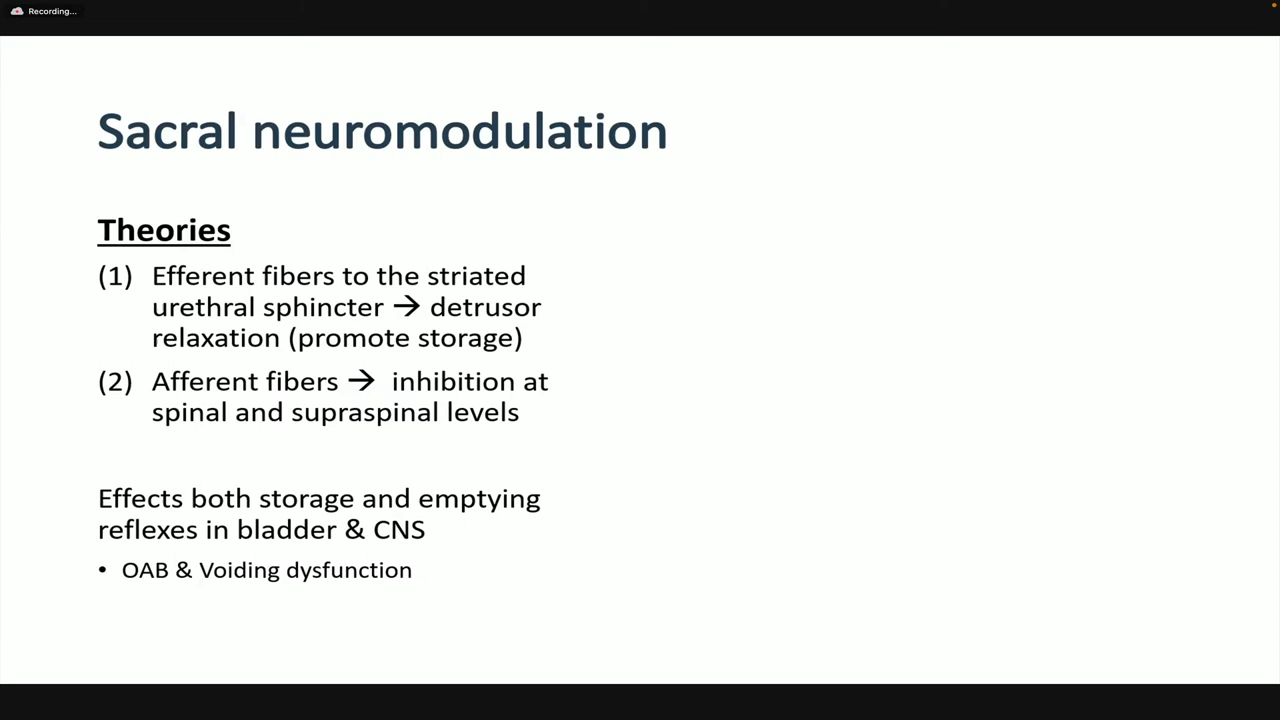 Recording...
Sacral neuromodulation
Theories
(1) Efferent fibers to the striated
urethral sphincter → detrusor
relaxation (promote storage)
(2) Afferent fibers → inhibition at
spinal and supraspinal levels
Effects both storage and emptying
reflexes in bladder & CNS
• OAB & Voiding dysfunction